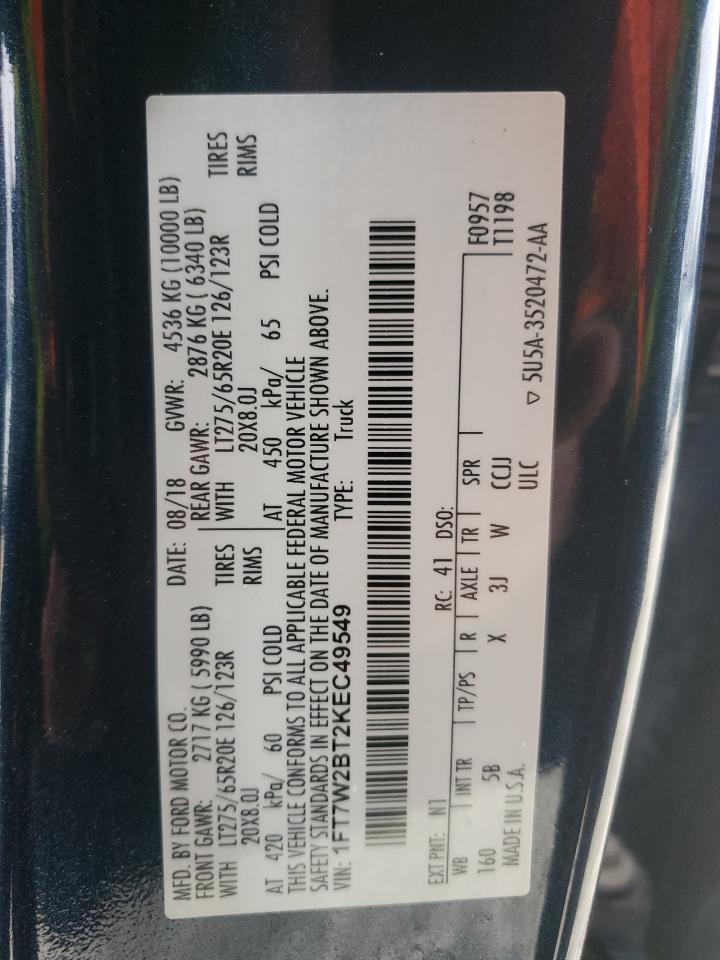 MFD. BY FORD MOTOR CO.
DATE: 08/18 GVWR: 4536 KG (10000 LB)
FRONT GAWR: 2717 KG ( 5990 LB) REAR GAWR: 2876 KG ( 6340 LB)
WITH LT275/65R20E 126/123R TIRES WITH LT275/65R20E 126/123R TIRES
20X8.0J RIMS 20X8.0J RIMS
AT 420 kPa/ 60 PSI COLD AT 450 kPa/ 65 PSI COLD
THIS VEHICLE CONFORMS TO ALL APPLICABLE FEDERAL MOTOR VEHICLE
SAFETY STANDARDS IN EFFECT ON THE DATE OF MANUFACTURE SHOWN ABOVE.
VIN: 1FT7W2BT2KEC49549 TYPE: Truck
EXT PNT: N1 RC: 41 DSO:
WB INT TR TP/PS R AXLE TR SPR F0957
160 5B X 3J W CCJJ T1198
MADE IN U.S.A. ULC
▽ 5U5A-3520472-AA